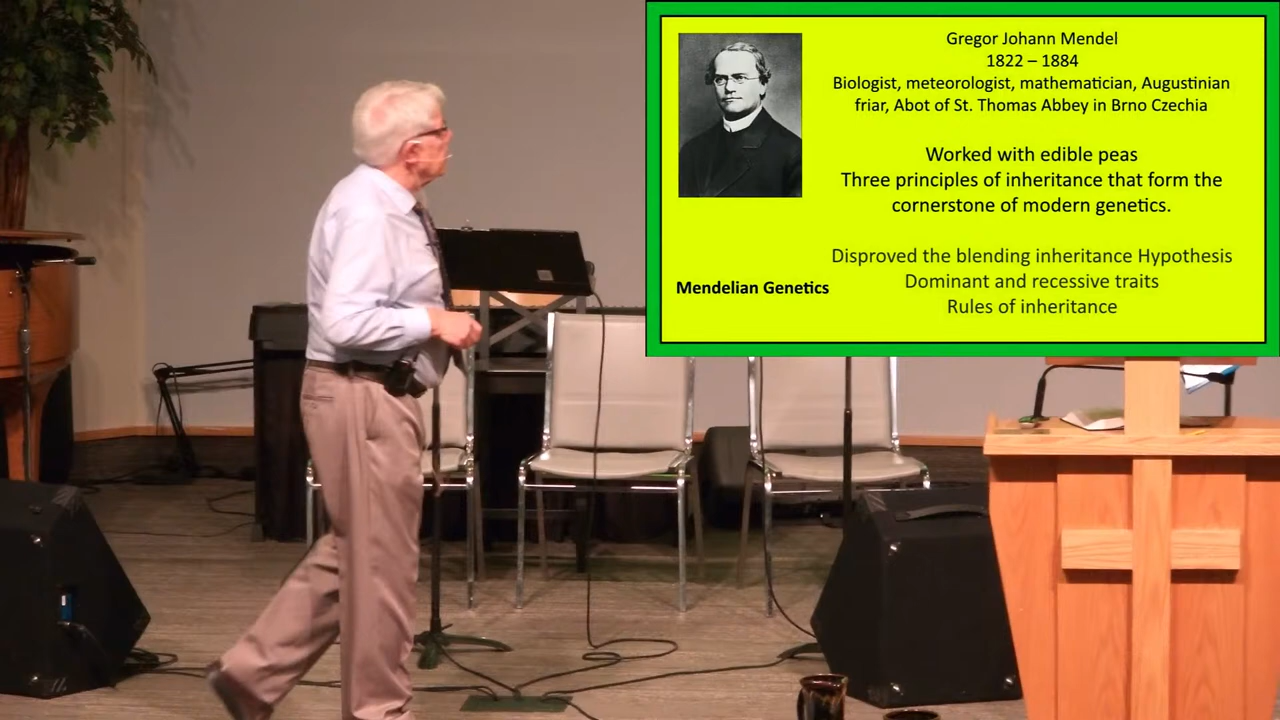 Gregor Johann Mendel
1822 – 1884
Biologist, meteorologist, mathematician, Augustinian
friar, Abot of St. Thomas Abbey in Brno Czechia
Worked with edible peas
Three principles of inheritance that form the
cornerstone of modern genetics.
Disproved the blending inheritance Hypothesis
Dominant and recessive traits
Rules of inheritance
Mendelian Genetics